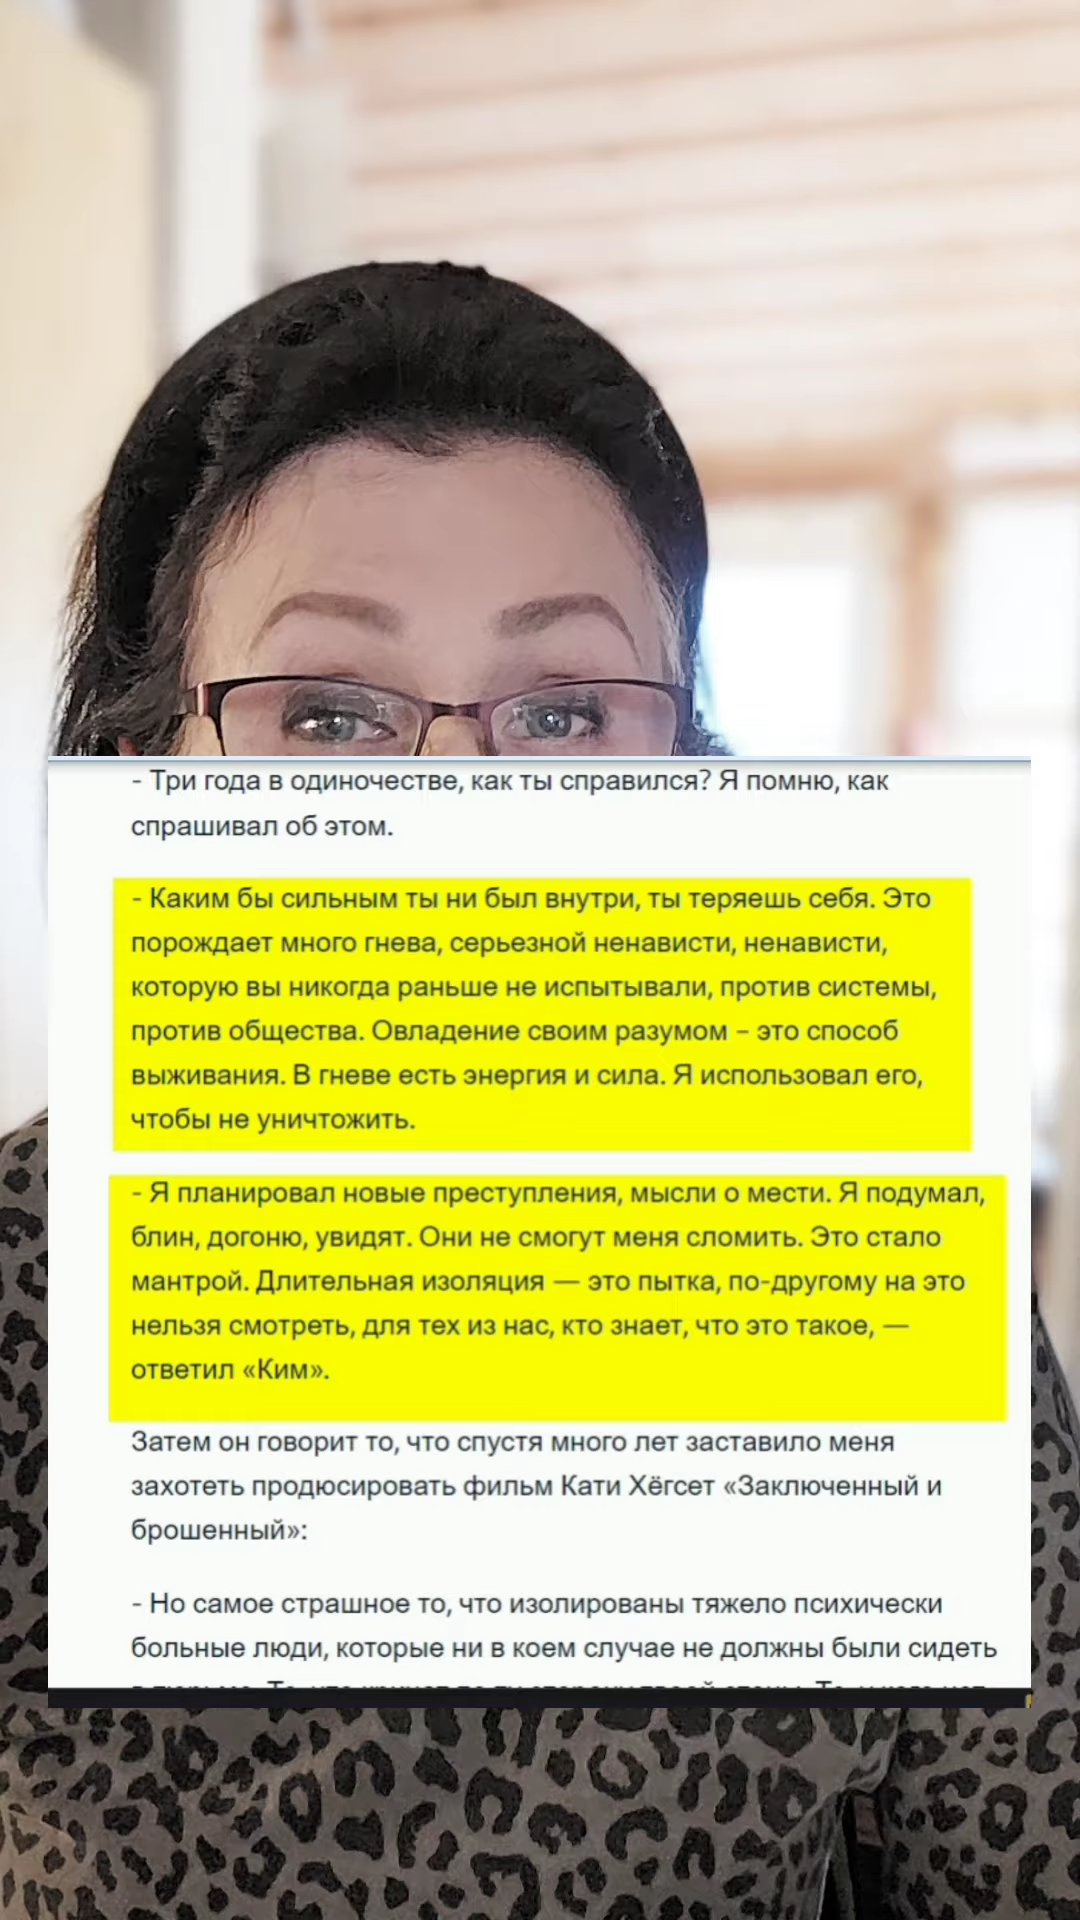 - Три года в одиночестве, как ты справился? Я помню, как
спрашивал об этом.
- Каким бы сильным ты ни был внутри, ты теряешь себя. Это
порождает много гнева, серьезной ненависти, ненависти,
которую вы никогда раньше не испытывали, против системы,
против общества. Овладение своим разумом – это способ
выживания. В гневе есть энергия и сила. Я использовал его,
чтобы не уничтожить.
- Я планировал новые преступления, мысли о мести. Я подумал,
блин, догоню, увидят. Они не смогут меня сломить. Это стало
мантрой. Длительная изоляция — это пытка, по-другому на это
нельзя смотреть, для тех из нас, кто знает, что это такое, —
ответил «Ким».
Затем он говорит то, что спустя много лет заставило меня
захотеть продюсировать фильм Кати Хёгсет «Заключенный и
брошенный»:
- Но самое страшное то, что изолированы тяжело психически
больные люди, которые ни в коем случае не должны были сидеть